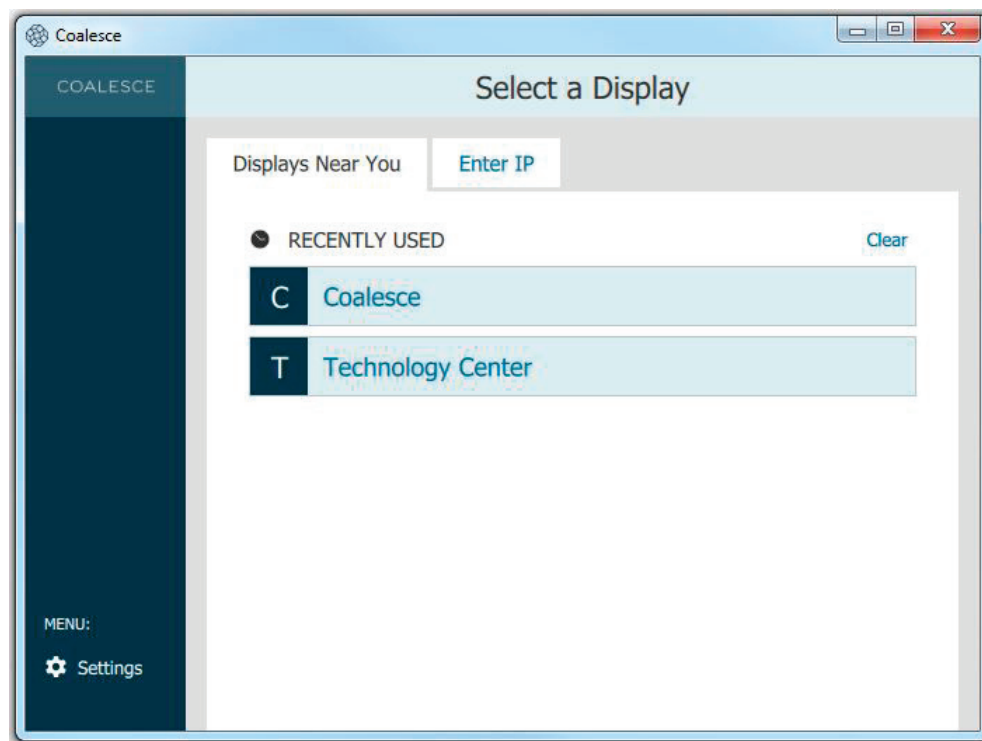 Coalesce
COALESCE
Select a Display
Displays Near You Enter IP
RECENTLY USED Clear
C Coalesce
T Technology Center
MENU:
Settings